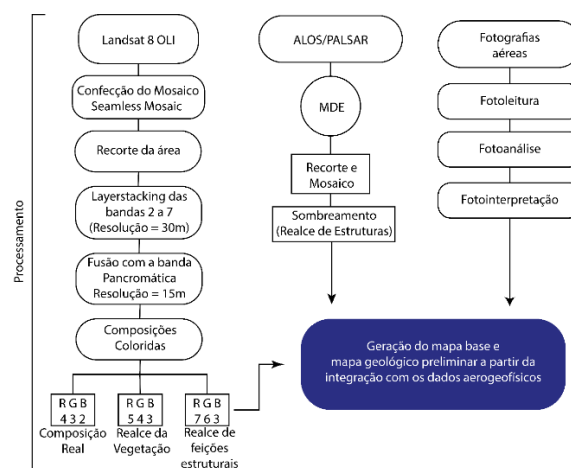 Processamento
Landsat 8 OLI
Confecção do Mosaico
Seamless Mosaic
Recorte da área
Layerstacking das
bandas 2 a 7
(Resolução = 30m)
Fusão com a banda
Pancromática
Resolução = 15m
Composições
Coloridas
R G B
4 3 2
Composição
Real
R G B
5 4 3
Realce da
Vegetação
R G B
7 6 3
Realce de
feições
estruturais
ALOS/PALSAR
MDE
Recorte e
Mosaico
Sombreamento
(Realce de Estruturas)
Fotografias
aéreas
Fotoleitura
Fotoanálise
Fotointerpretação
Geração do mapa base e
mapa geológico preliminar a partir da
integração com os dados aerogeofísicos